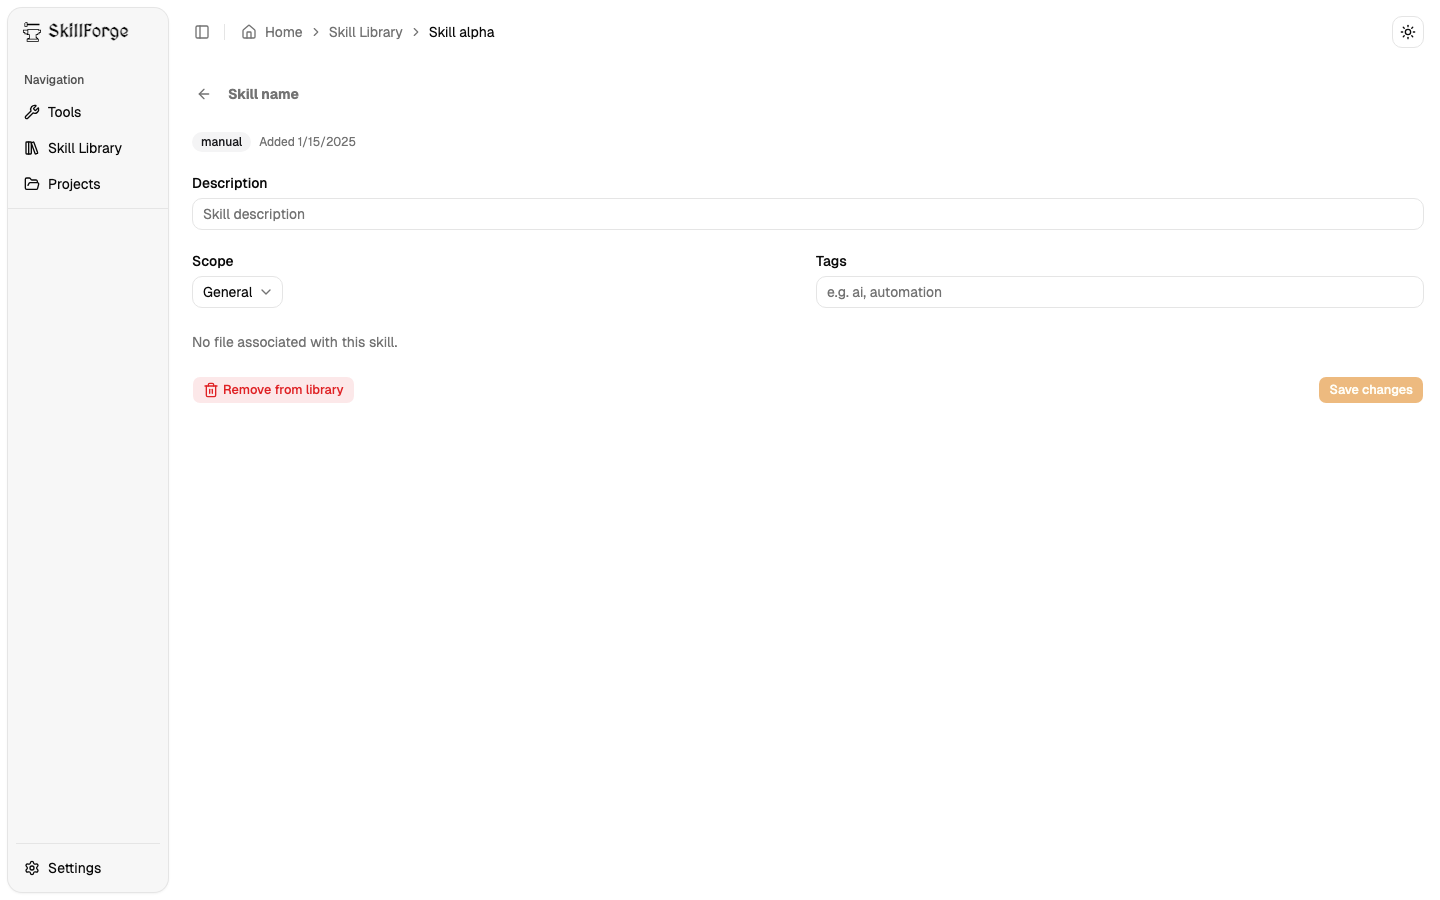 SkillForge
Home > Skill Library > Skill alpha
Navigation
Tools
Skill Library
Projects
Settings
Skill name
manual Added 1/15/2025
Description
Skill description
Scope Tags
General e.g. ai, automation
No file associated with this skill.
Remove from library Save changes